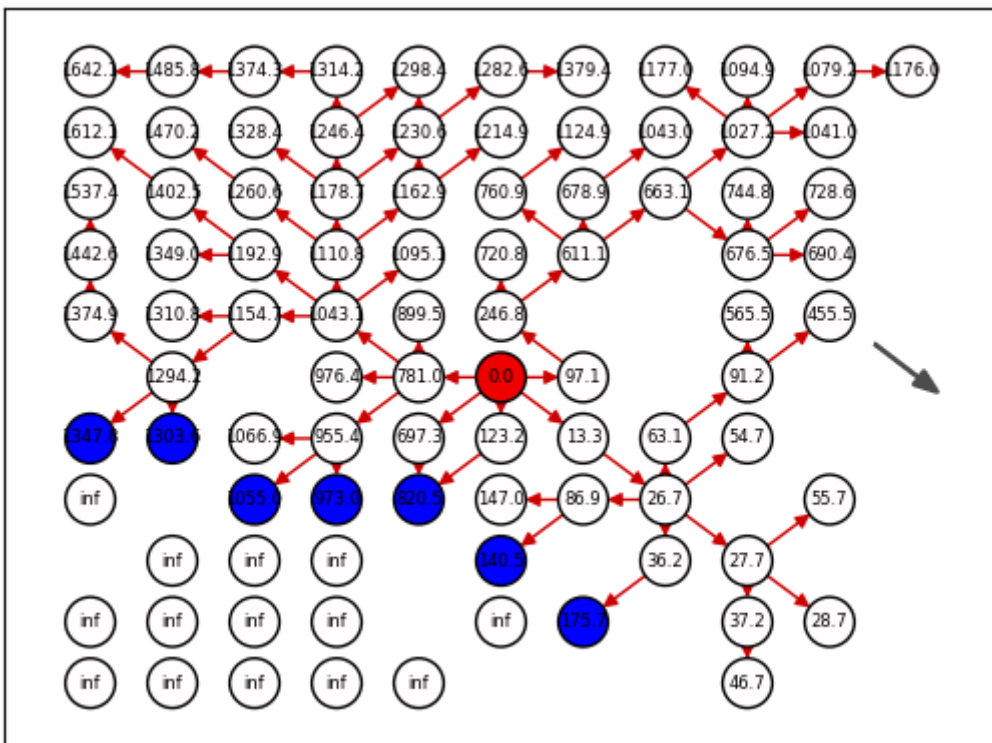 1642.1 1485.8 1374.3 1314.2 1298.4 1282.6 1379.4 1177.0 1094.9 1079.2 1176.0
1612.1 1470.2 1328.4 1246.4 1230.6 1214.9 1124.9 1043.0 1027.2 1041.0
1537.4 1402.5 1260.6 1178.7 1162.9 760.9 678.9 663.1 744.8 728.6
1442.6 1349.0 1192.9 1110.8 1095.1 720.8 611.1 676.5 690.4
1374.9 1310.8 1154.7 1043.1 899.5 246.8 565.5 455.5
1294.2 976.4 781.0 0.0 97.1 91.2
1347.8 1303.6 1066.9 955.4 697.3 123.2 13.3 63.1 54.7
inf 1055.0 973.0 820.5 147.0 86.9 26.7 55.7
inf inf inf 140.5 36.2 27.7
inf inf inf inf inf 175.7 37.2 28.7
inf inf inf inf inf 46.7